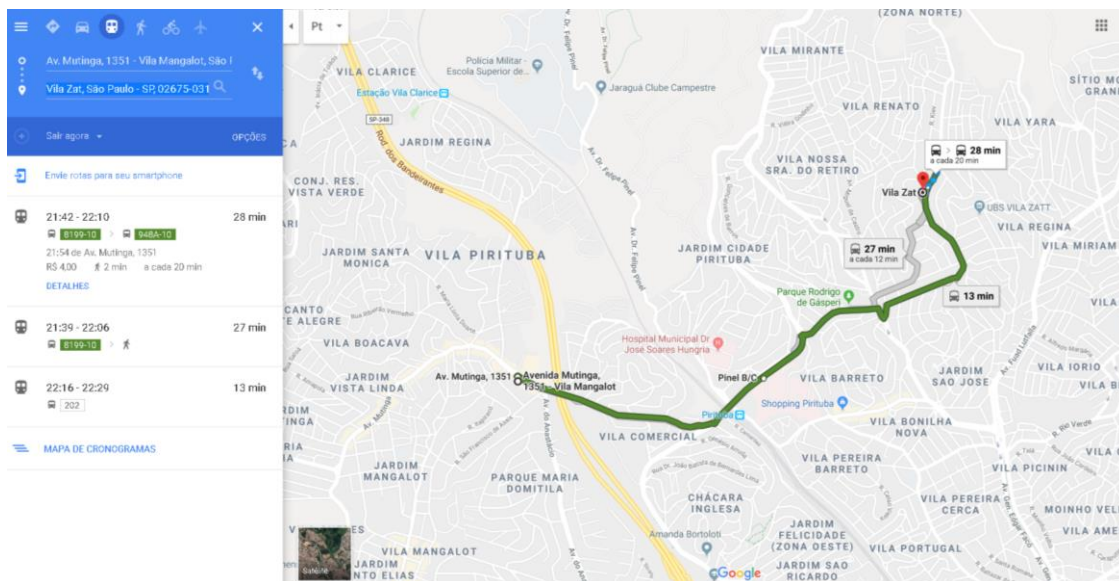 Av. Mutinga, 1351 - Vila Mangalot, São
Vila Zat, São Paulo - SP, 02675-031
Sair agora
OPÇÕES
Envie rotas para seu smartphone
21:42 - 22:10 28 min
8199-10 > 948A-10
21:54 de Av. Mutinga, 1351
R$ 4,00 2 min a cada 20 min
DETALHES
21:39 - 22:06 27 min
8199-10 >
22:16 - 22:29 13 min
202
MAPA DE CRONOGRAMAS
Pt
(ZONA NORTE)
VILA MIRANTE
Polícia Militar -
Escola Superior de...
VILA CLARICE
Estação Vila Clarice
Jaraguá Clube Campestre
SÍTIO
VILA RENATO
VILA YARA
SP-348
JARDIM REGINA
Rod. dos Bandeirantes
Av. Dr. Felipe Pinel
28 min
a cada 20 min
VILA NOSSA
SRA. DO RETIRO
CONJ. RES.
VISTA VERDE
Vila Zat
UBS VILA ZATT
VILA REGINA
VILA MIRIAM
27 min
a cada 12 min
JARDIM SANTA
MONICA
VILA PIRITUBA
JARDIM CIDADE
PIRITUBA
13 min
Parque Rodrigo
de Gásperi
CANTO
ALEGRE
VILA BOACAVA
Hospital Municipal Dr
José Soares Hungria
JARDIM
VISTA LINDA
Av. Mutinga, 1351
Avenida Mutinga,
1351 - Vila Mangalot
Pinel B/C
VILA BARRETO
JARDIM
SAO JOSE
VILA IORIO
Shopping Pirituba
Pirituba
Av. Mutinga
Av. do Anastácio
VILA COMERCIAL
VILA BONILHA
NOVA
VILA PEREIRA
BARRETO
VILA PICININ
JARDIM
MANGALOT
PARQUE MARIA
DOMITILA
CHÁCARA
INGLESA
VILA PEREIRA
CERCA
MOINHO
JARDIM
FELICIDADE
(ZONA OESTE)
Amanda Bortoloti
VILA PORTUGAL
VILA MANGALOT
JARDIM
ELIAS
Satélite
Google
JARDIM SAO
RICARDO